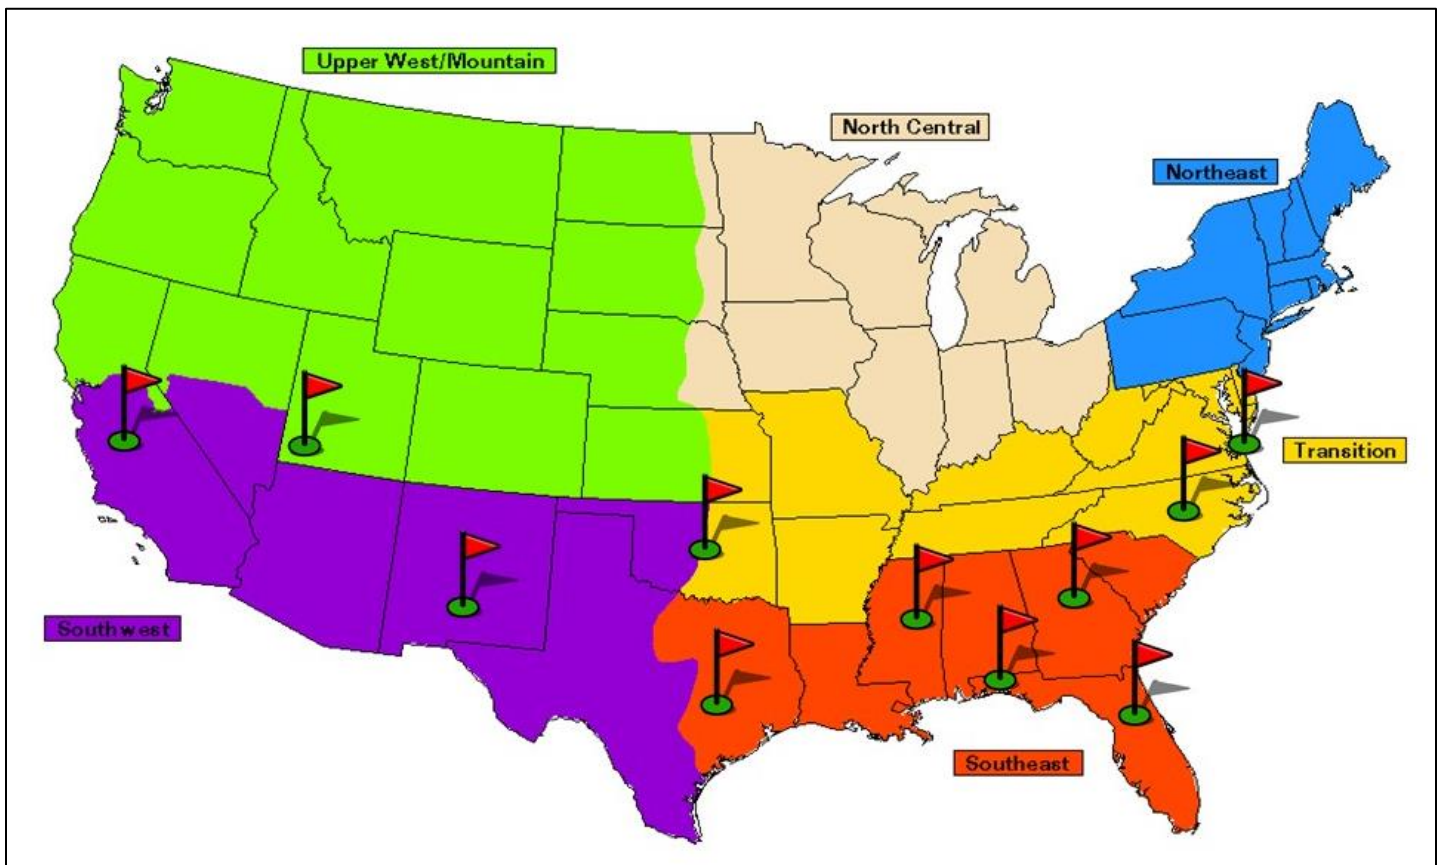 Upper West/Mountain
North Central
Northeast
Transition
Southwest
Southeast